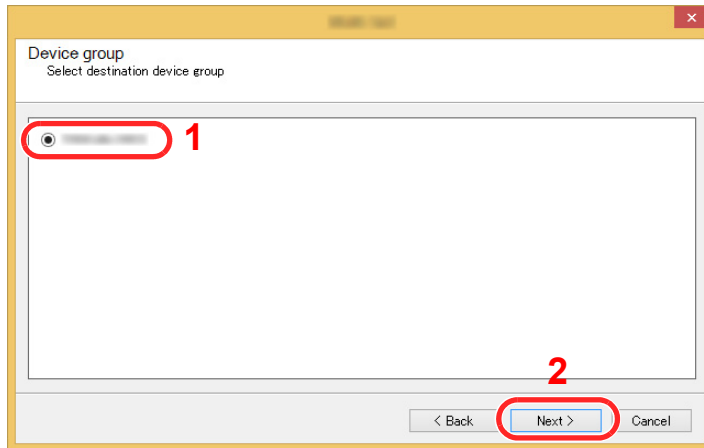 Device group
Select destination device group
1
2
< Back
Next >
Cancel